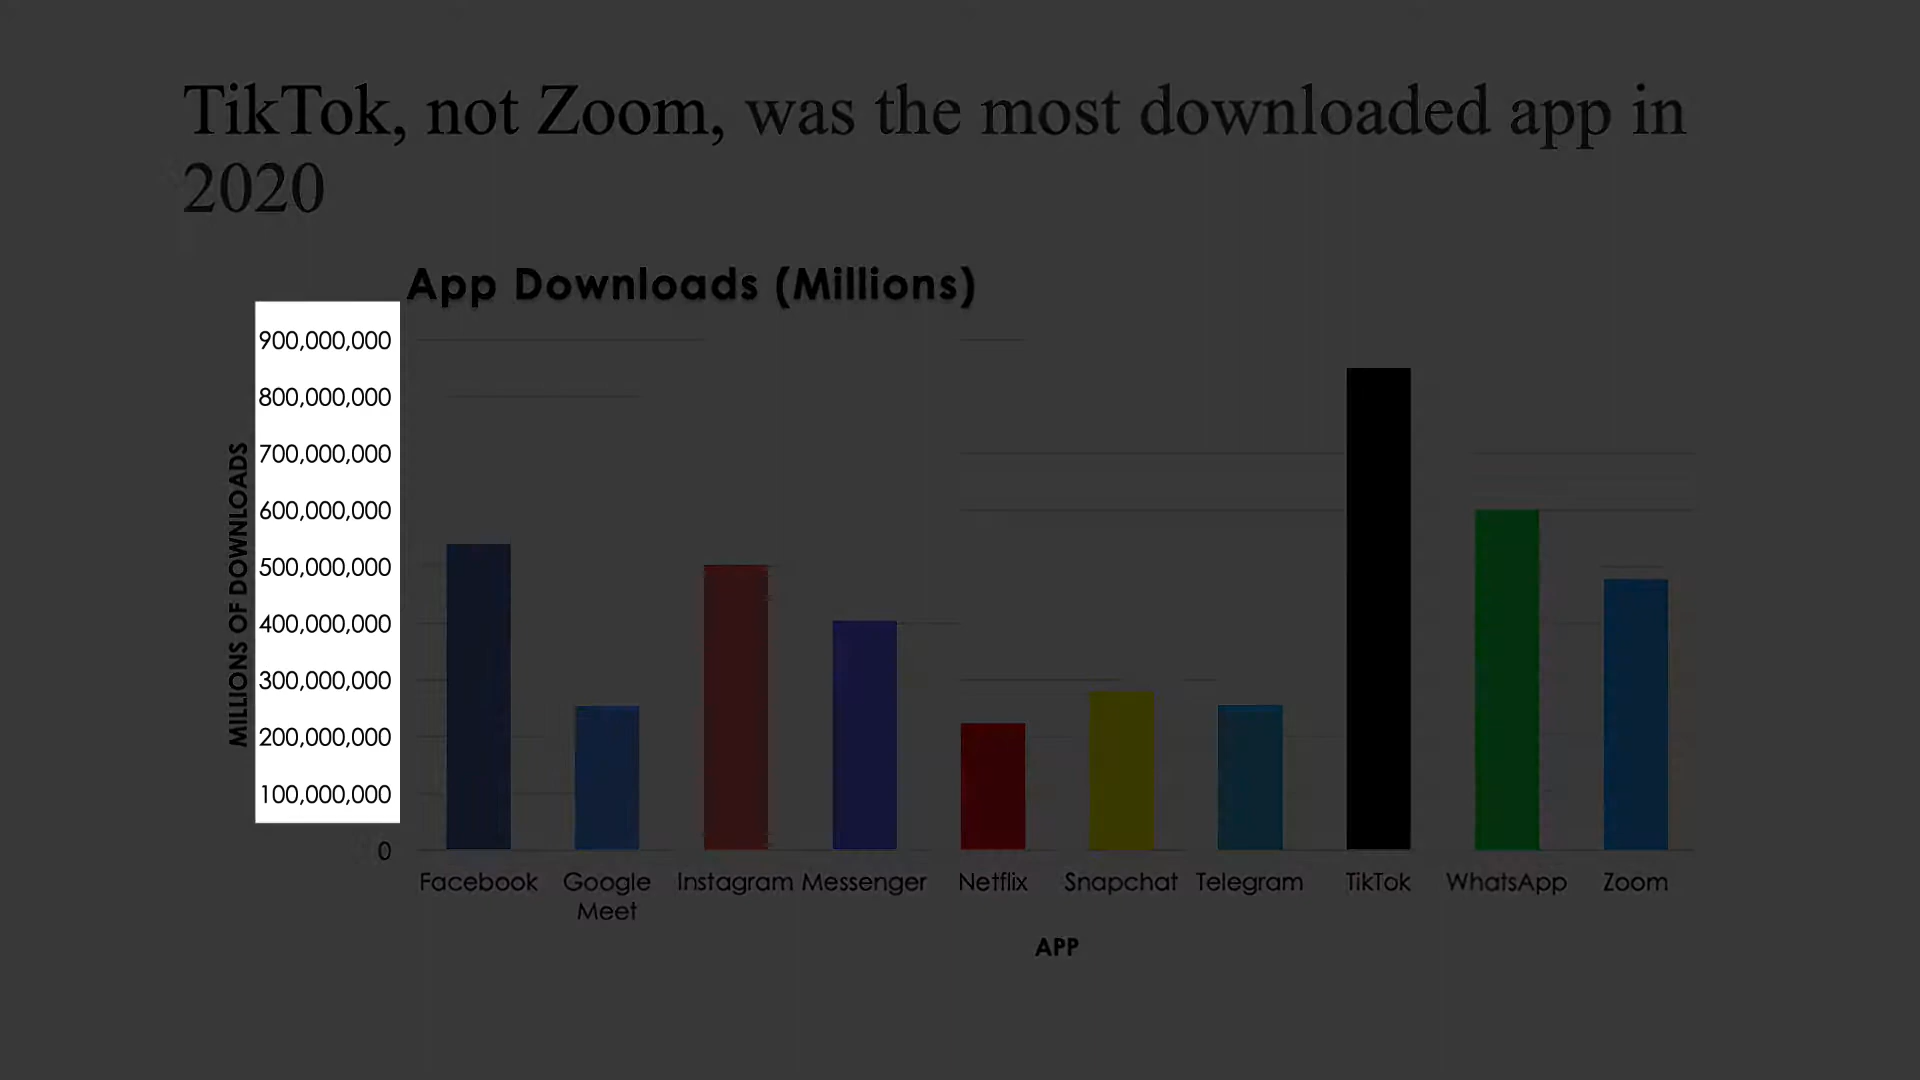 TikTok, not Zoom, was the most downloaded app in
2020
App Downloads (Millions)
MILLIONS OF DOWNLOADS
900,000,000
800,000,000
700,000,000
600,000,000
500,000,000
400,000,000
300,000,000
200,000,000
100,000,000
0
Facebook Google Instagram Messenger Netflix Snapchat Telegram TikTok WhatsApp Zoom
Meet
APP